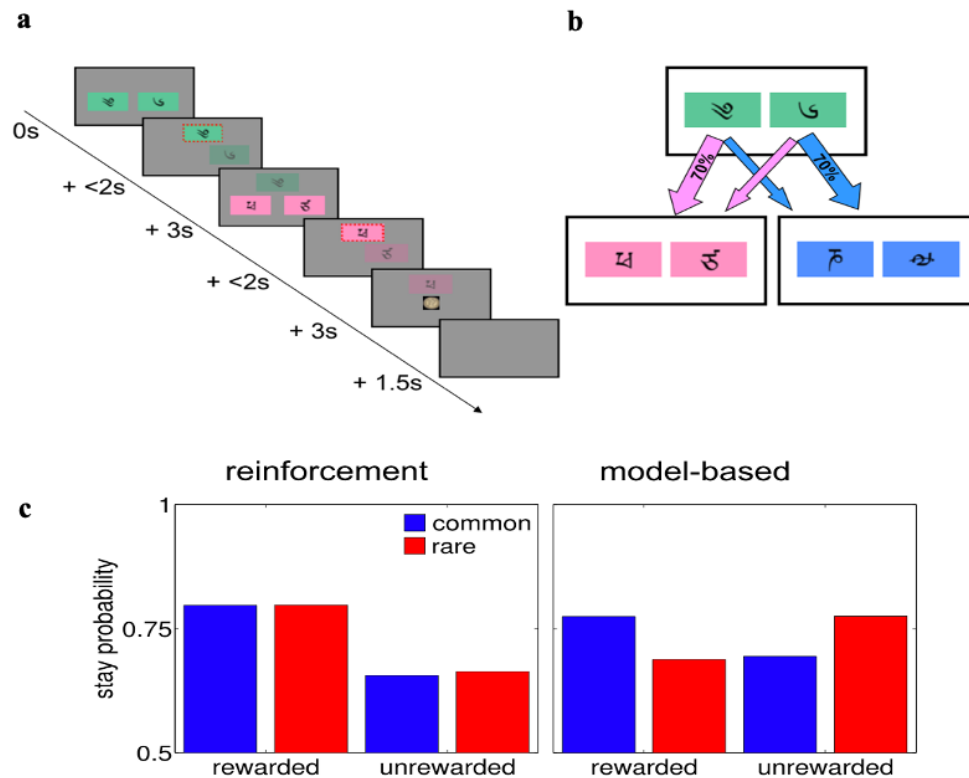 a
0s
+ <2s
+ 3s
+ <2s
+ 3s
+ 1.5s
b
70%
70%
c
reinforcement
model-based
stay probability
1
0.75
0.5
common
rare
rewarded
unrewarded
rewarded
unrewarded